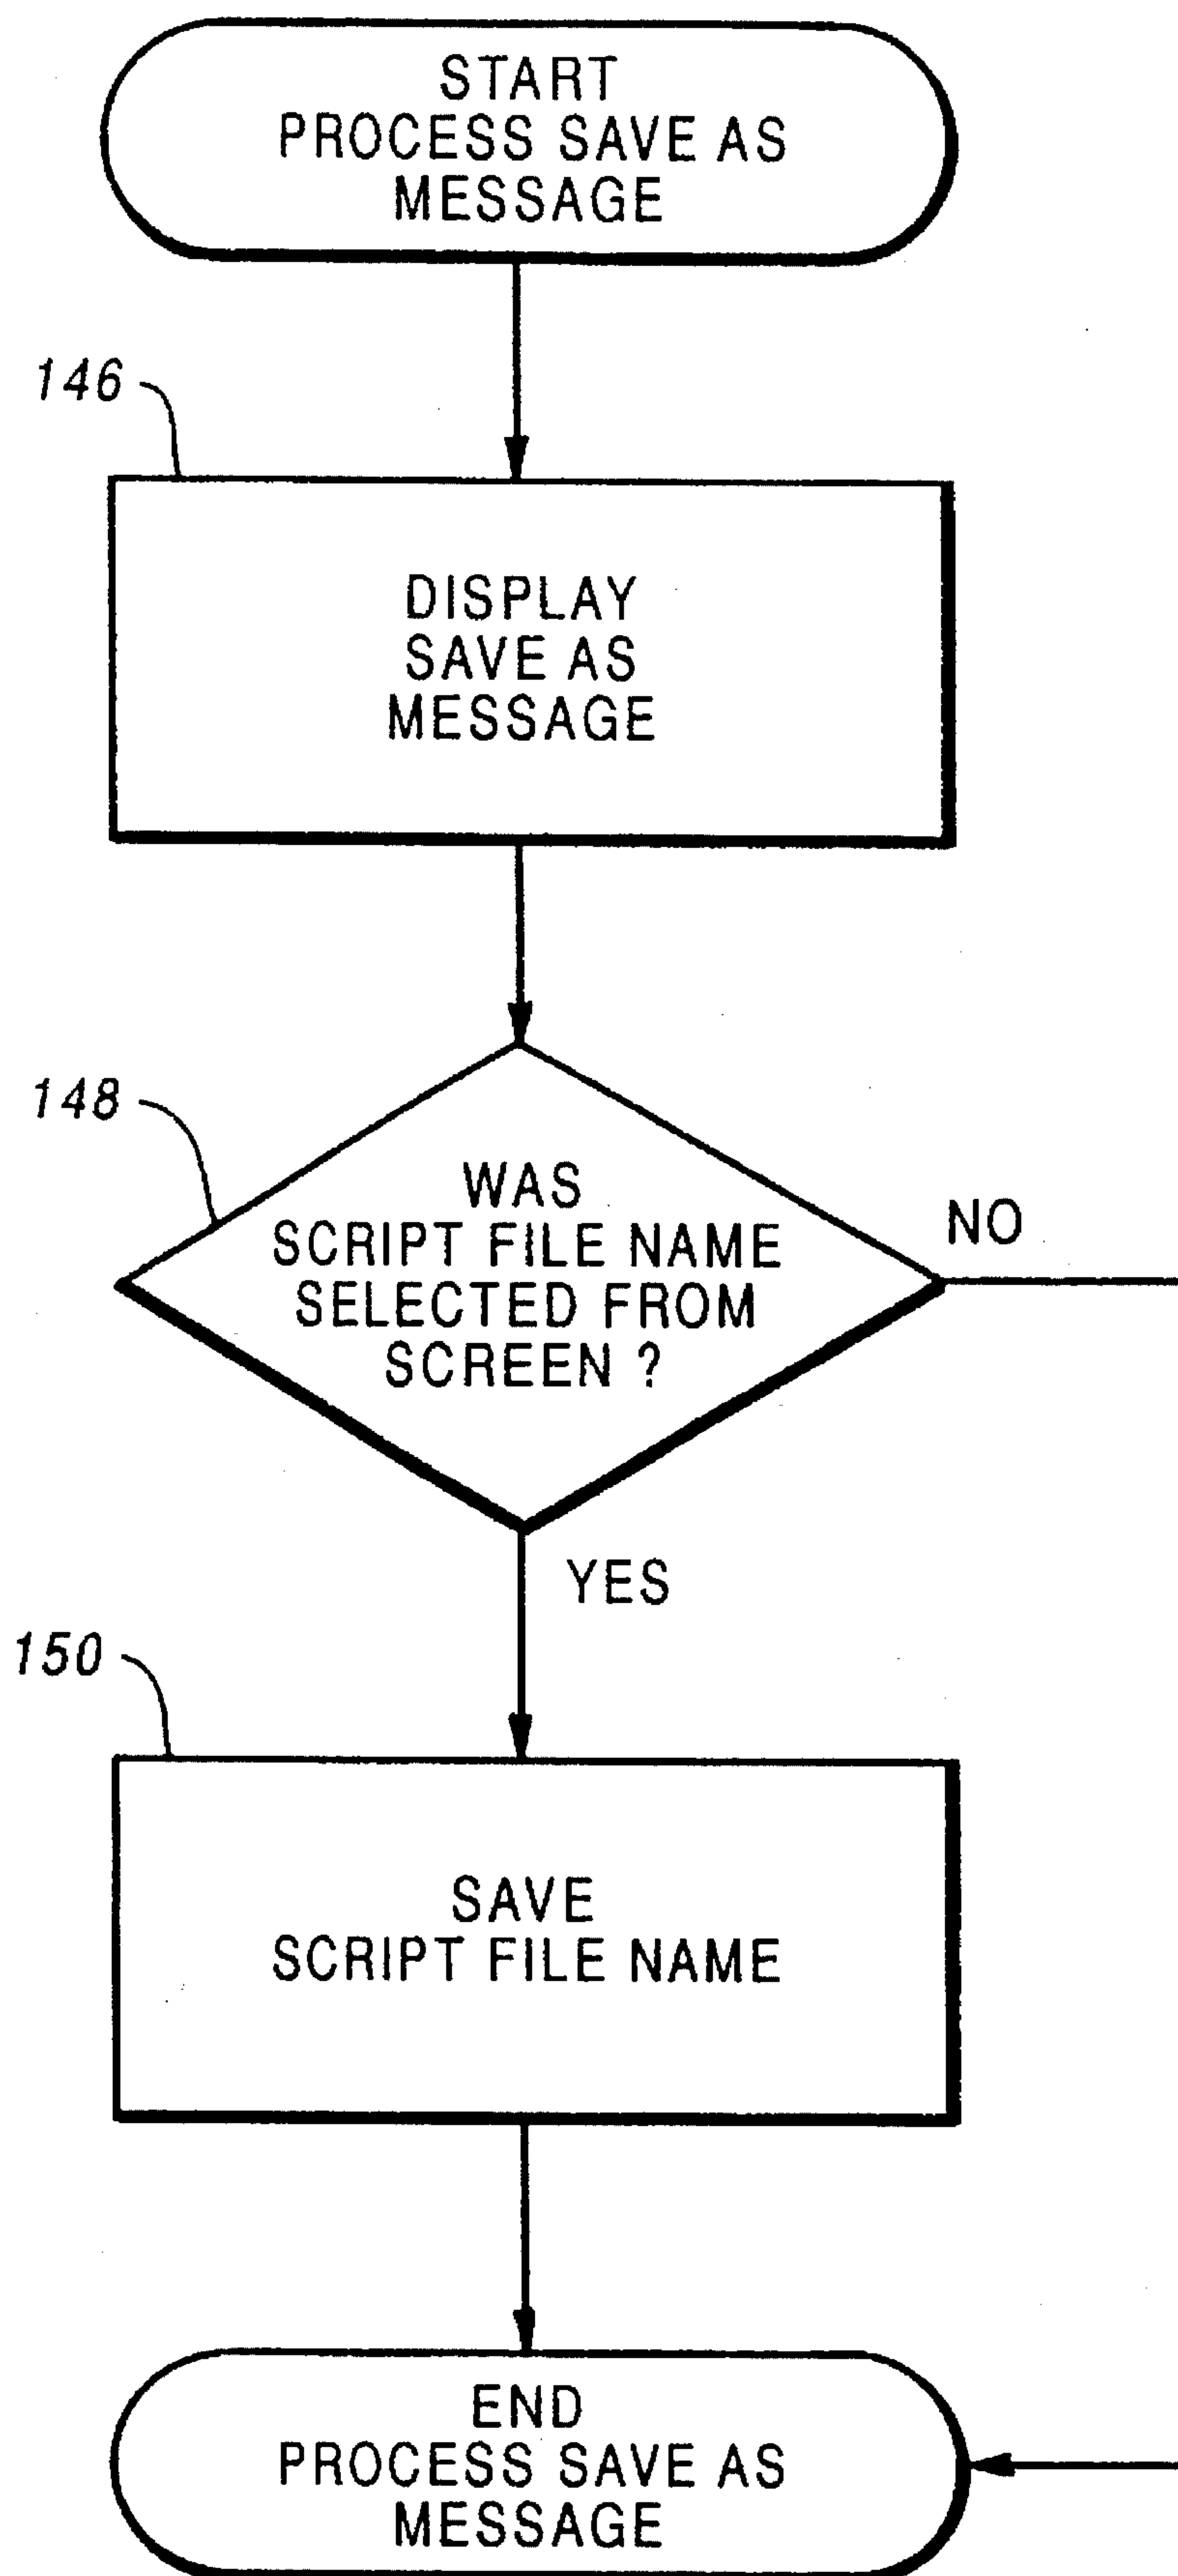 START
PROCESS SAVE AS
MESSAGE
146
DISPLAY
SAVE AS
MESSAGE
148
WAS
SCRIPT FILE NAME
SELECTED FROM
SCREEN ?
NO
YES
150
SAVE
SCRIPT FILE NAME
END
PROCESS SAVE AS
MESSAGE